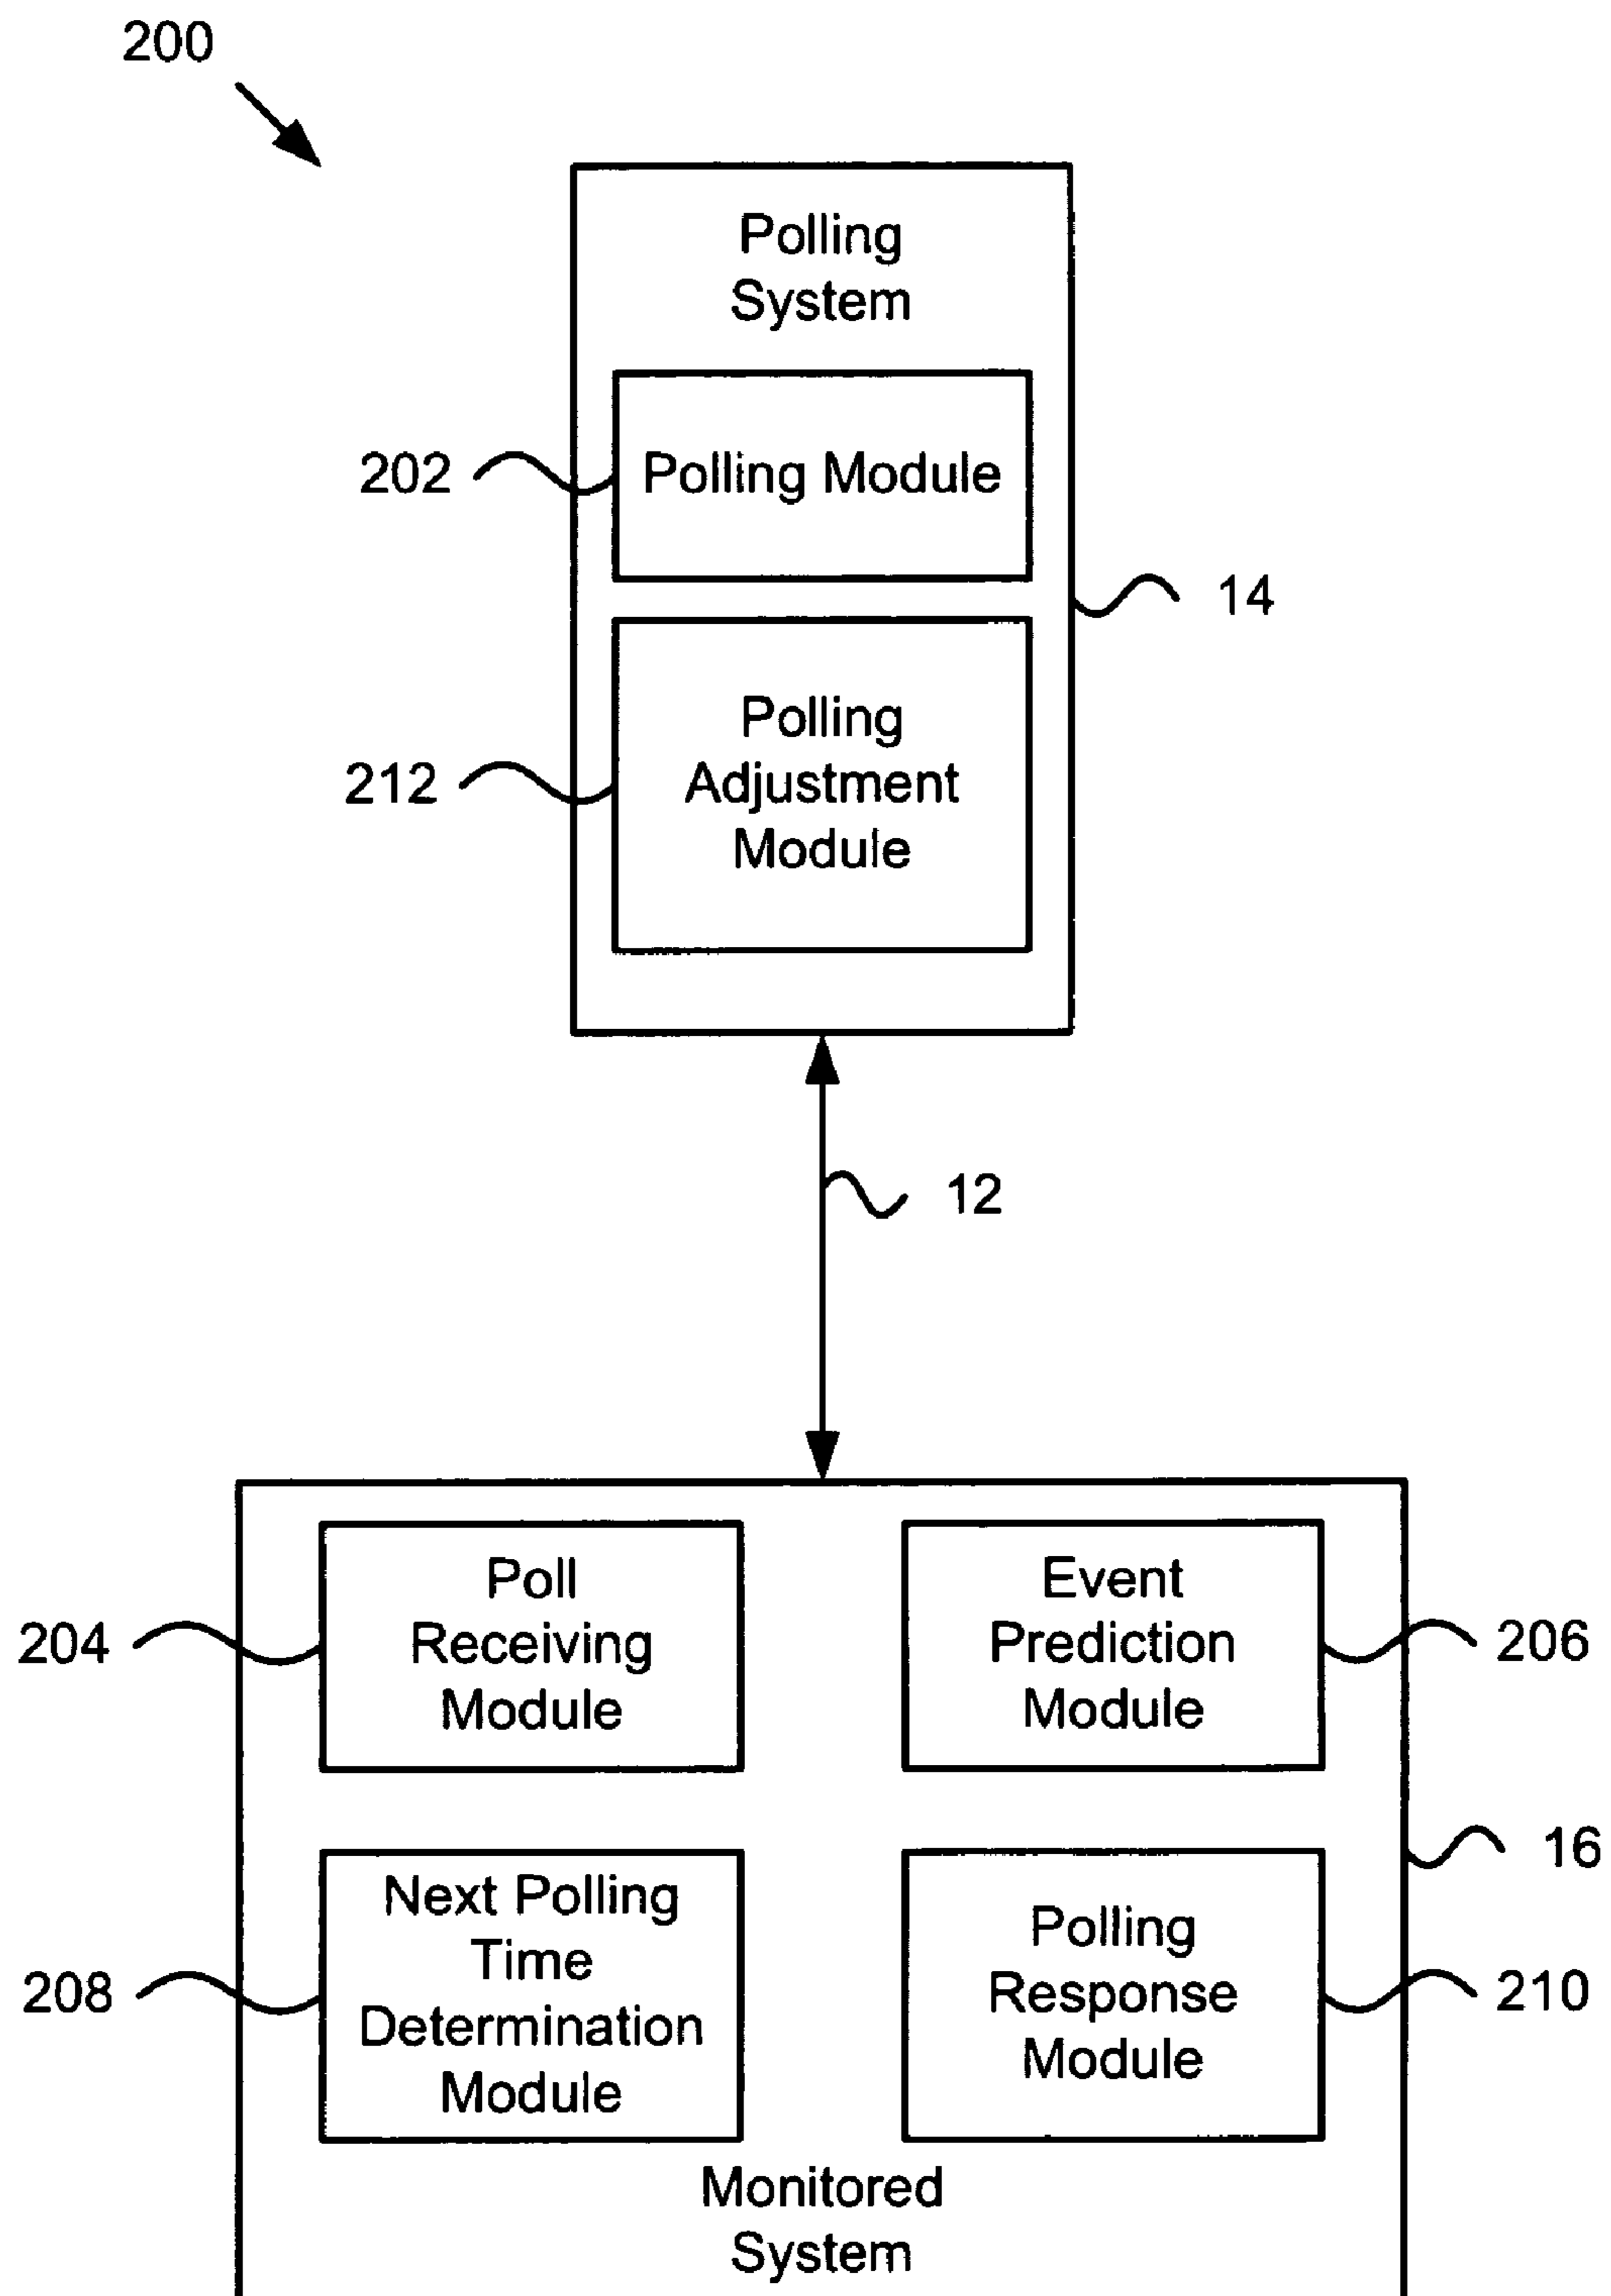 200
Polling
System
202
Polling Module
14
212
Polling
Adjustment
Module
12
Poll
Receiving
Module
204
Event
Prediction
Module
206
16
Next Polling
Time
Determination
Module
208
Polling
Response
Module
210
Monitored
System